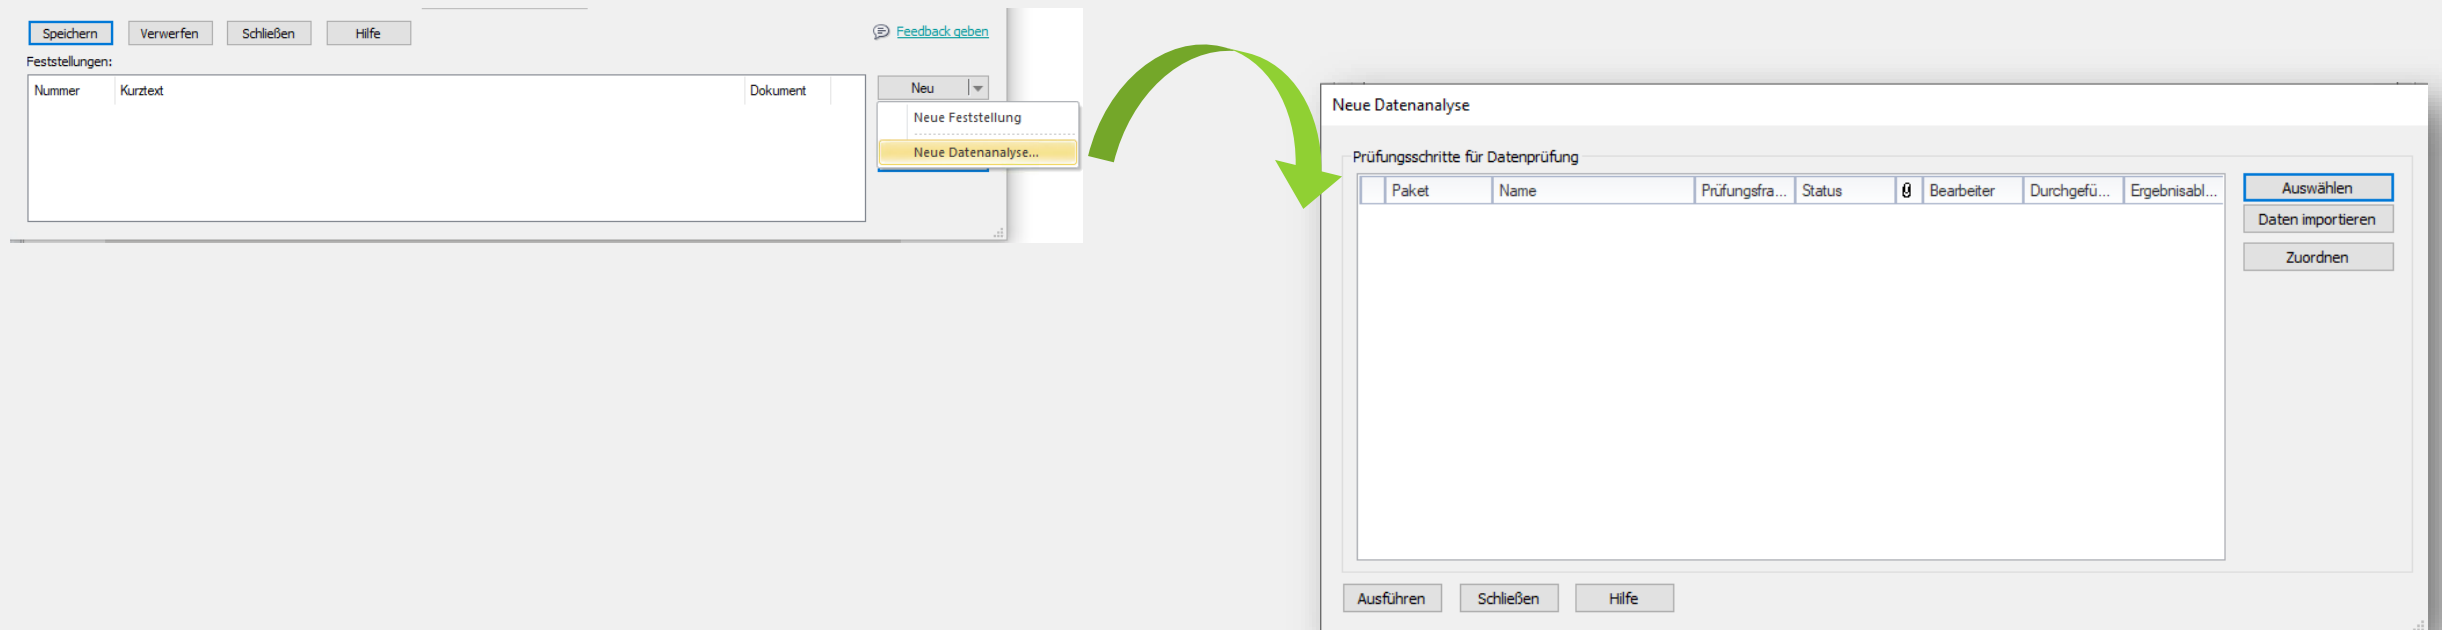 Speichern Verwerfen Schließen Hilfe Feedback geben
Feststellungen:
Nummer Kurztext Dokument
Neu
Neue Feststellung
Neue Datenanalyse...
Neue Datenanalyse
Prüfungsschritte für Datenprüfung
Paket Name Prüfungsfra... Status Bearbeiter Durchgefü... Ergebnisabl...
Auswählen
Daten importieren
Zuordnen
Ausführen Schließen Hilfe